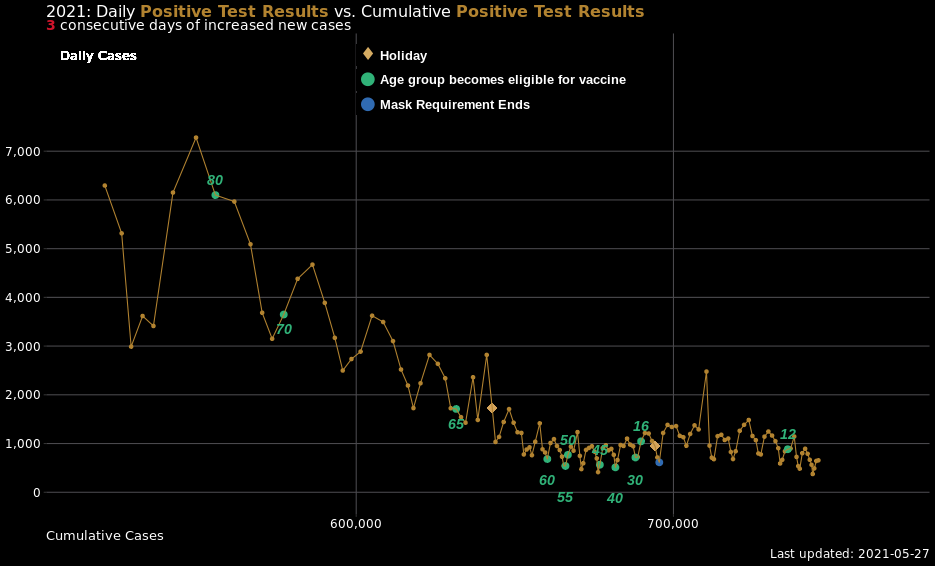 2021: Daily Positive Test Results vs. Cumulative Positive Test Results
3 consecutive days of increased new cases
Daily Cases
Holiday
Age group becomes eligible for vaccine
Mask Requirement Ends
7,000
80
6,000
5,000
4,000
70
3,000
2,000
65
16
12
50
45
1,000
60
30
55
40
0
600,000
700,000
Cumulative Cases
Last updated: 2021-05-27